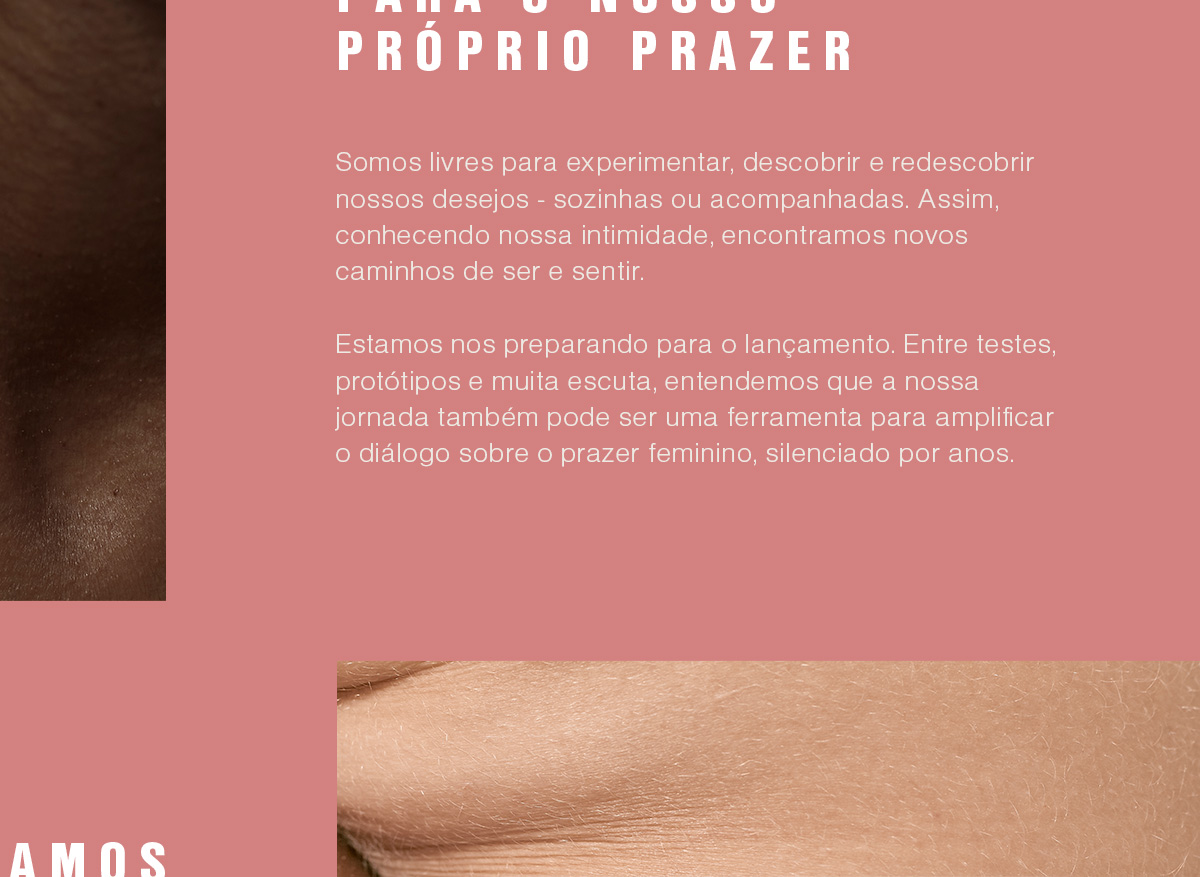 PARA O NOSSO
PRÓPRIO PRAZER
Somos livres para experimentar, descobrir e redescobrir
nossos desejos - sozinhas ou acompanhadas. Assim,
conhecendo nossa intimidade, encontramos novos
caminhos de ser e sentir.
Estamos nos preparando para o lançamento. Entre testes,
protótipos e muita escuta, entendemos que a nossa
jornada também pode ser uma ferramenta para amplificar
o diálogo sobre o prazer feminino, silenciado por anos.
AMOS